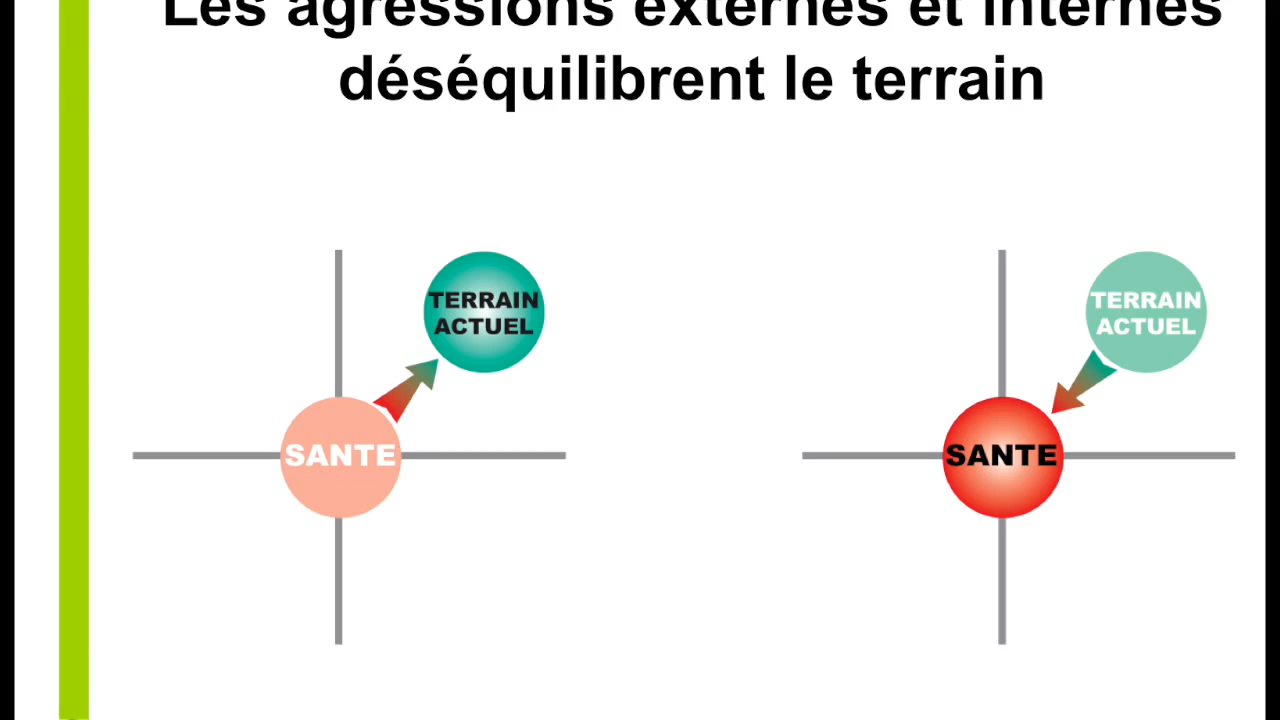 Les agressions externes et internes
déséquilibrent le terrain
TERRAIN
ACTUEL
SANTE
TERRAIN
ACTUEL
SANTE